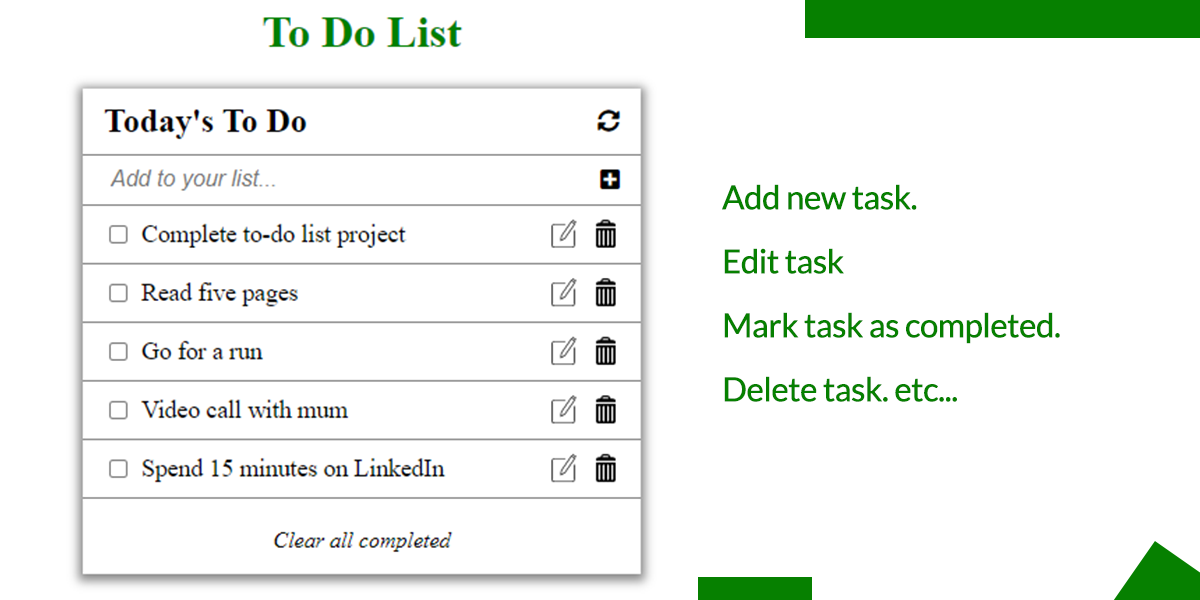 To Do List
Today's To Do
Add to your list...
Complete to-do list project
Read five pages
Go for a run
Video call with mum
Spend 15 minutes on LinkedIn
Clear all completed
Add new task.
Edit task
Mark task as completed.
Delete task. etc...